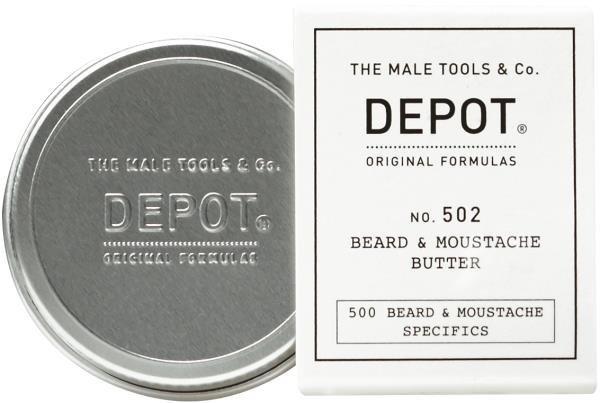 THE MALE TOOLS & Co.
DEPOT®
ORIGINAL FORMULAS
THE MALE TOOLS & Co.
DEPOT®
ORIGINAL FORMULAS
NO. 502
BEARD & MOUSTACHE
BUTTER
500 BEARD & MOUSTACHE
SPECIFICS